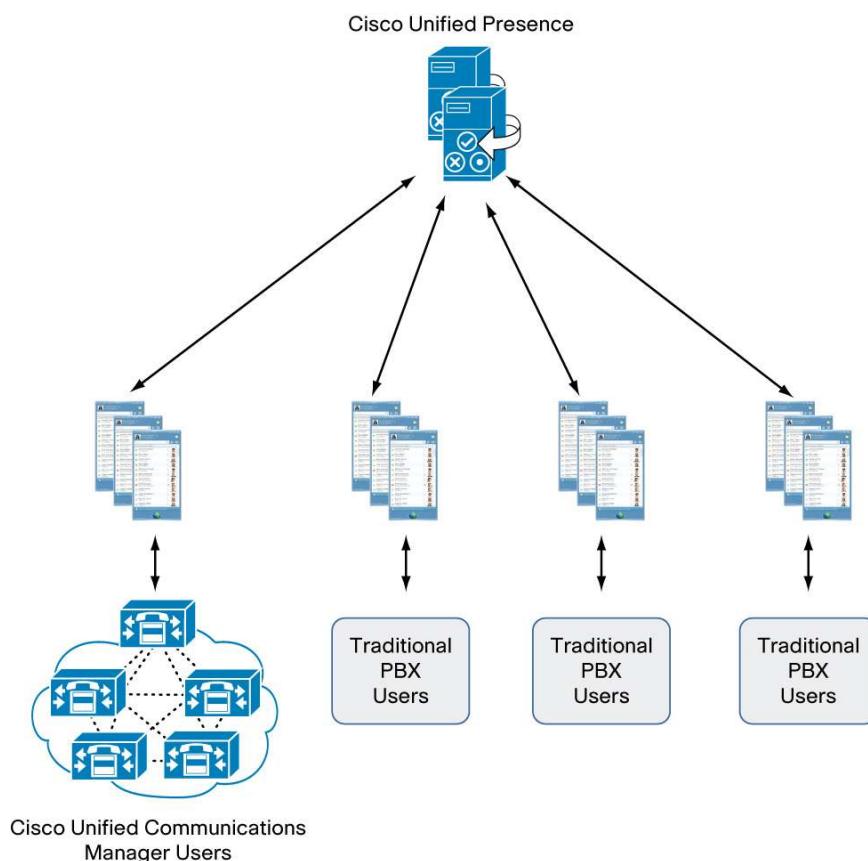 Cisco Unified Presence
Traditional
PBX
Users
Traditional
PBX
Users
Traditional
PBX
Users
Cisco Unified Communications
Manager Users